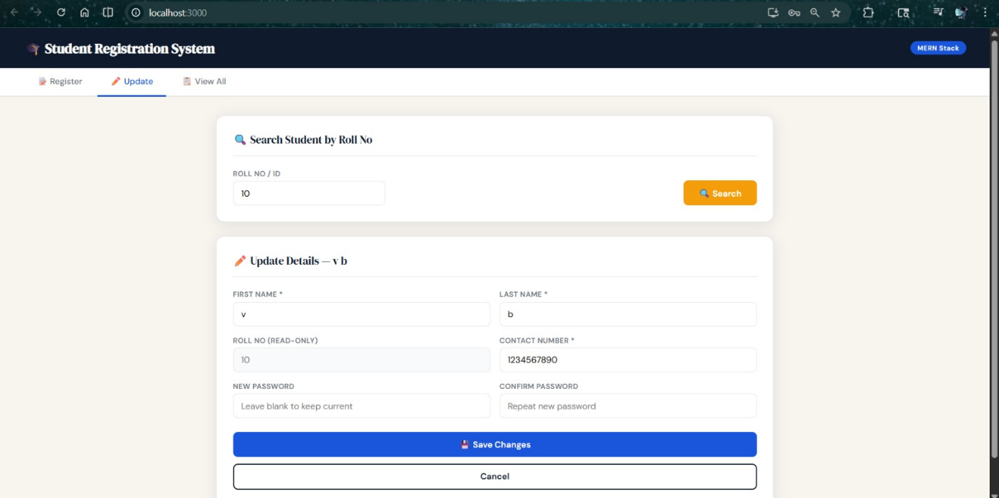 localhost:3000
Student Registration System
MERN Stack
Register
Update
View All
Search Student by Roll No
ROLL NO / ID
10
Search
Update Details — v b
FIRST NAME *
LAST NAME *
v
b
ROLL NO (READ-ONLY)
CONTACT NUMBER *
10
1234567890
NEW PASSWORD
CONFIRM PASSWORD
Leave blank to keep current
Repeat new password
Save Changes
Cancel